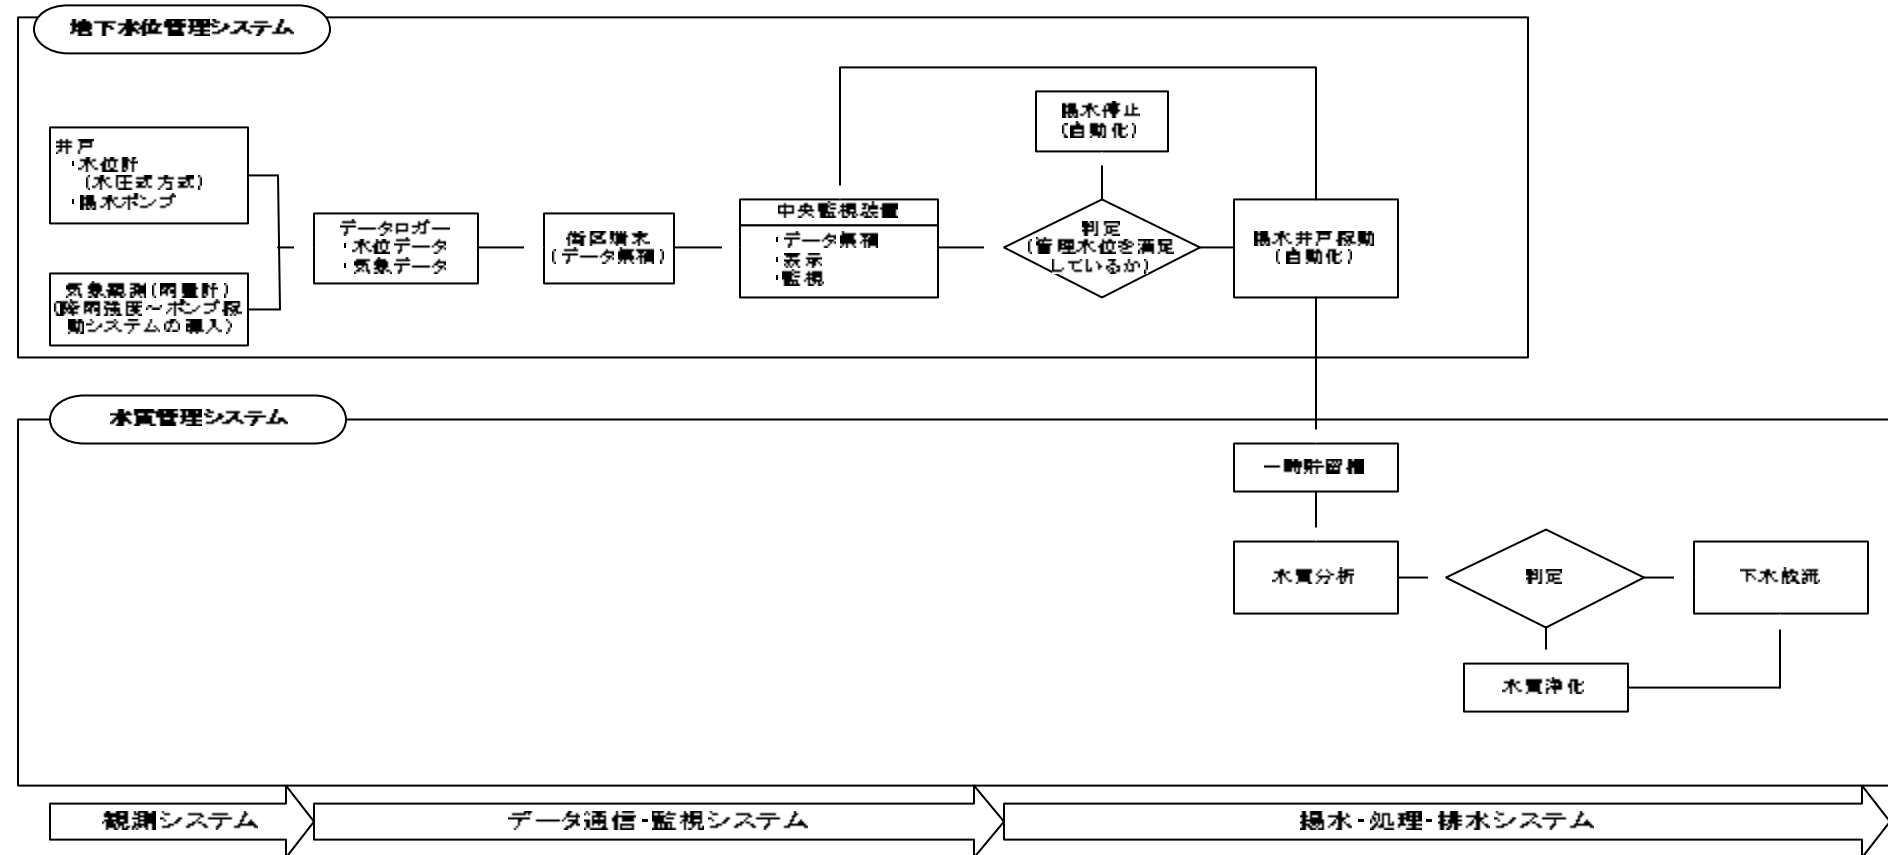 地下水位管理システム
井戸
・水位計
(水圧式方式)
・揚水ポンプ
気象観測(雨量計)
(降雨強度～ポンプ稼
動システムの導入)
データロガー
・水位データ
・気象データ
街区端末
(データ集積)
中央監視装置
・データ集積
・表示
・監視
揚水停止
(自動化)
判定
(管理水位を満足
しているか)
揚水井戸稼動
(自動化)
水質管理システム
一時貯留槽
水質分析
判定
下水放流
水質浄化
観測システム
データ通信・監視システム
揚水・処理・排水システム